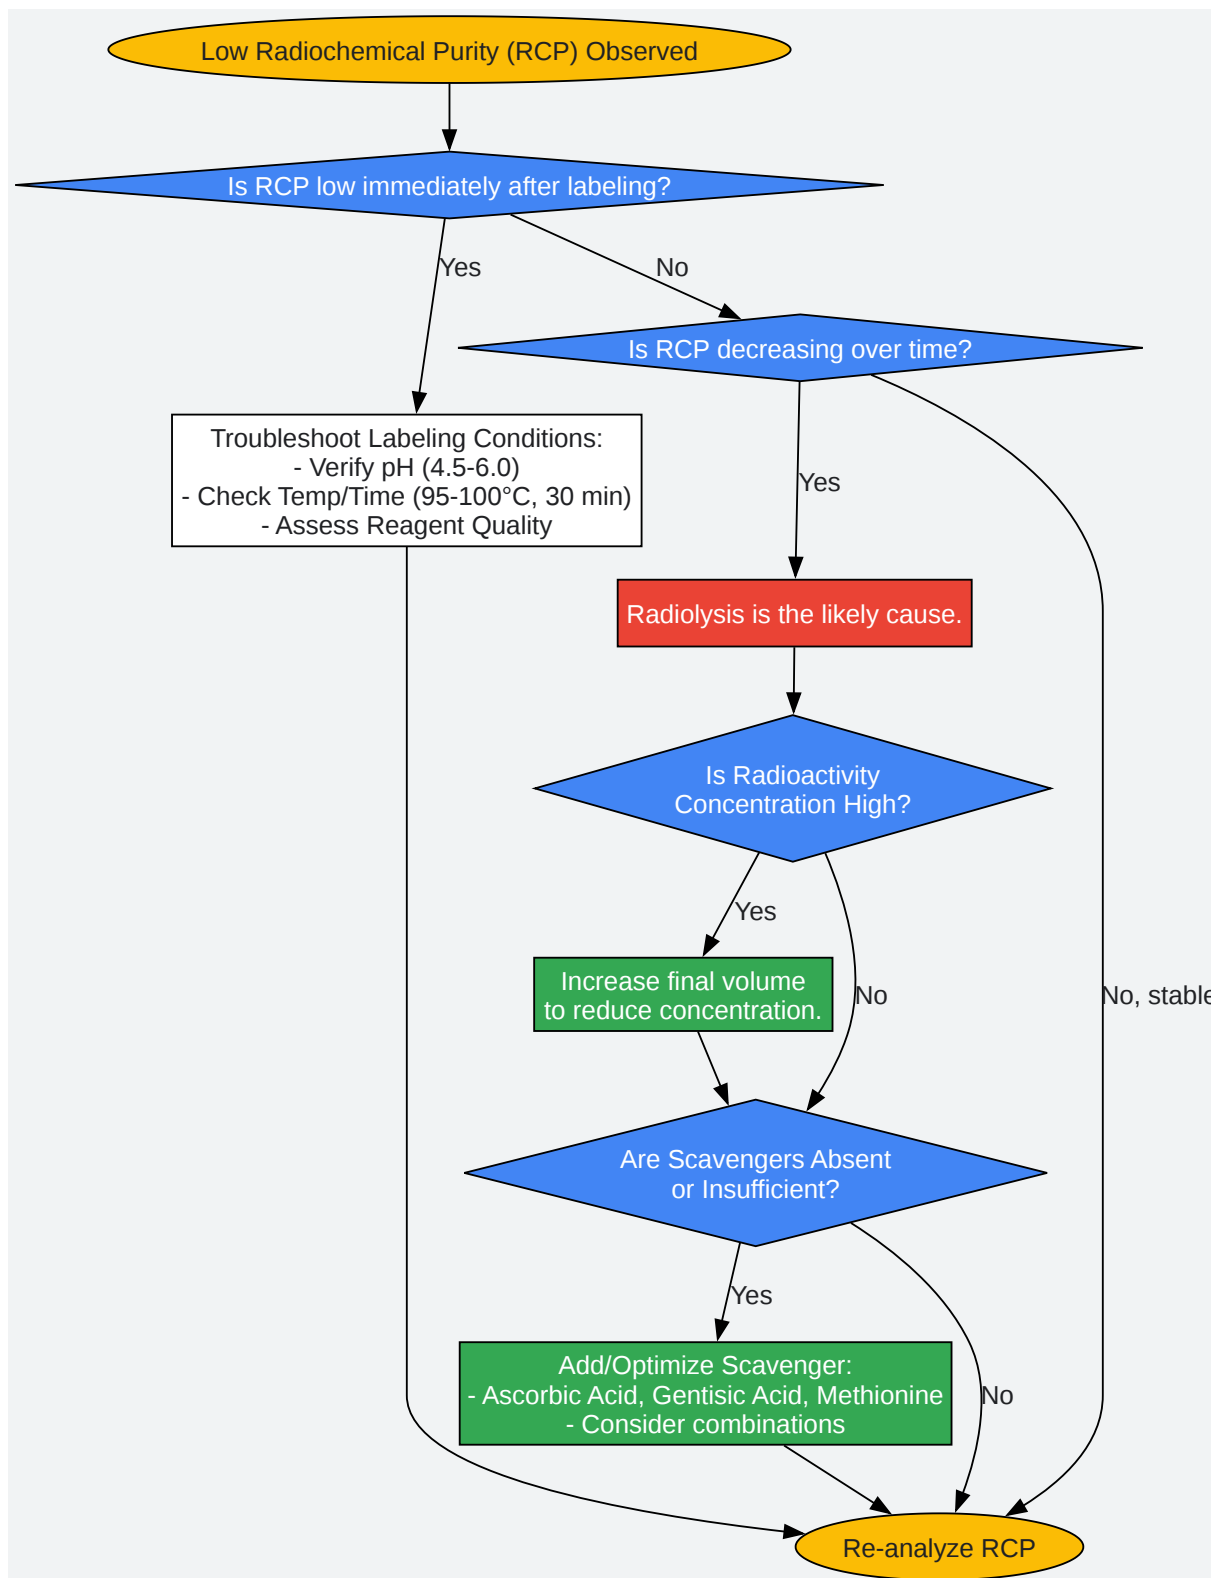 Low Radiochemical Purity (RCP) Observed
Is RCP low immediately after labeling?
Yes
No
Is RCP decreasing over time?
Troubleshoot Labeling Conditions:
- Verify pH (4.5-6.0)
- Check Temp/Time (95-100°C, 30 min)
- Assess Reagent Quality
Yes
Radiolysis is the likely cause.
Is Radioactivity
Concentration High?
Yes
Increase final volume
to reduce concentration.
No
No, stable
Are Scavengers Absent
or Insufficient?
Yes
Add/Optimize Scavenger:
- Ascorbic Acid, Gentisic Acid, Methionine
- Consider combinations
No
Re-analyze RCP